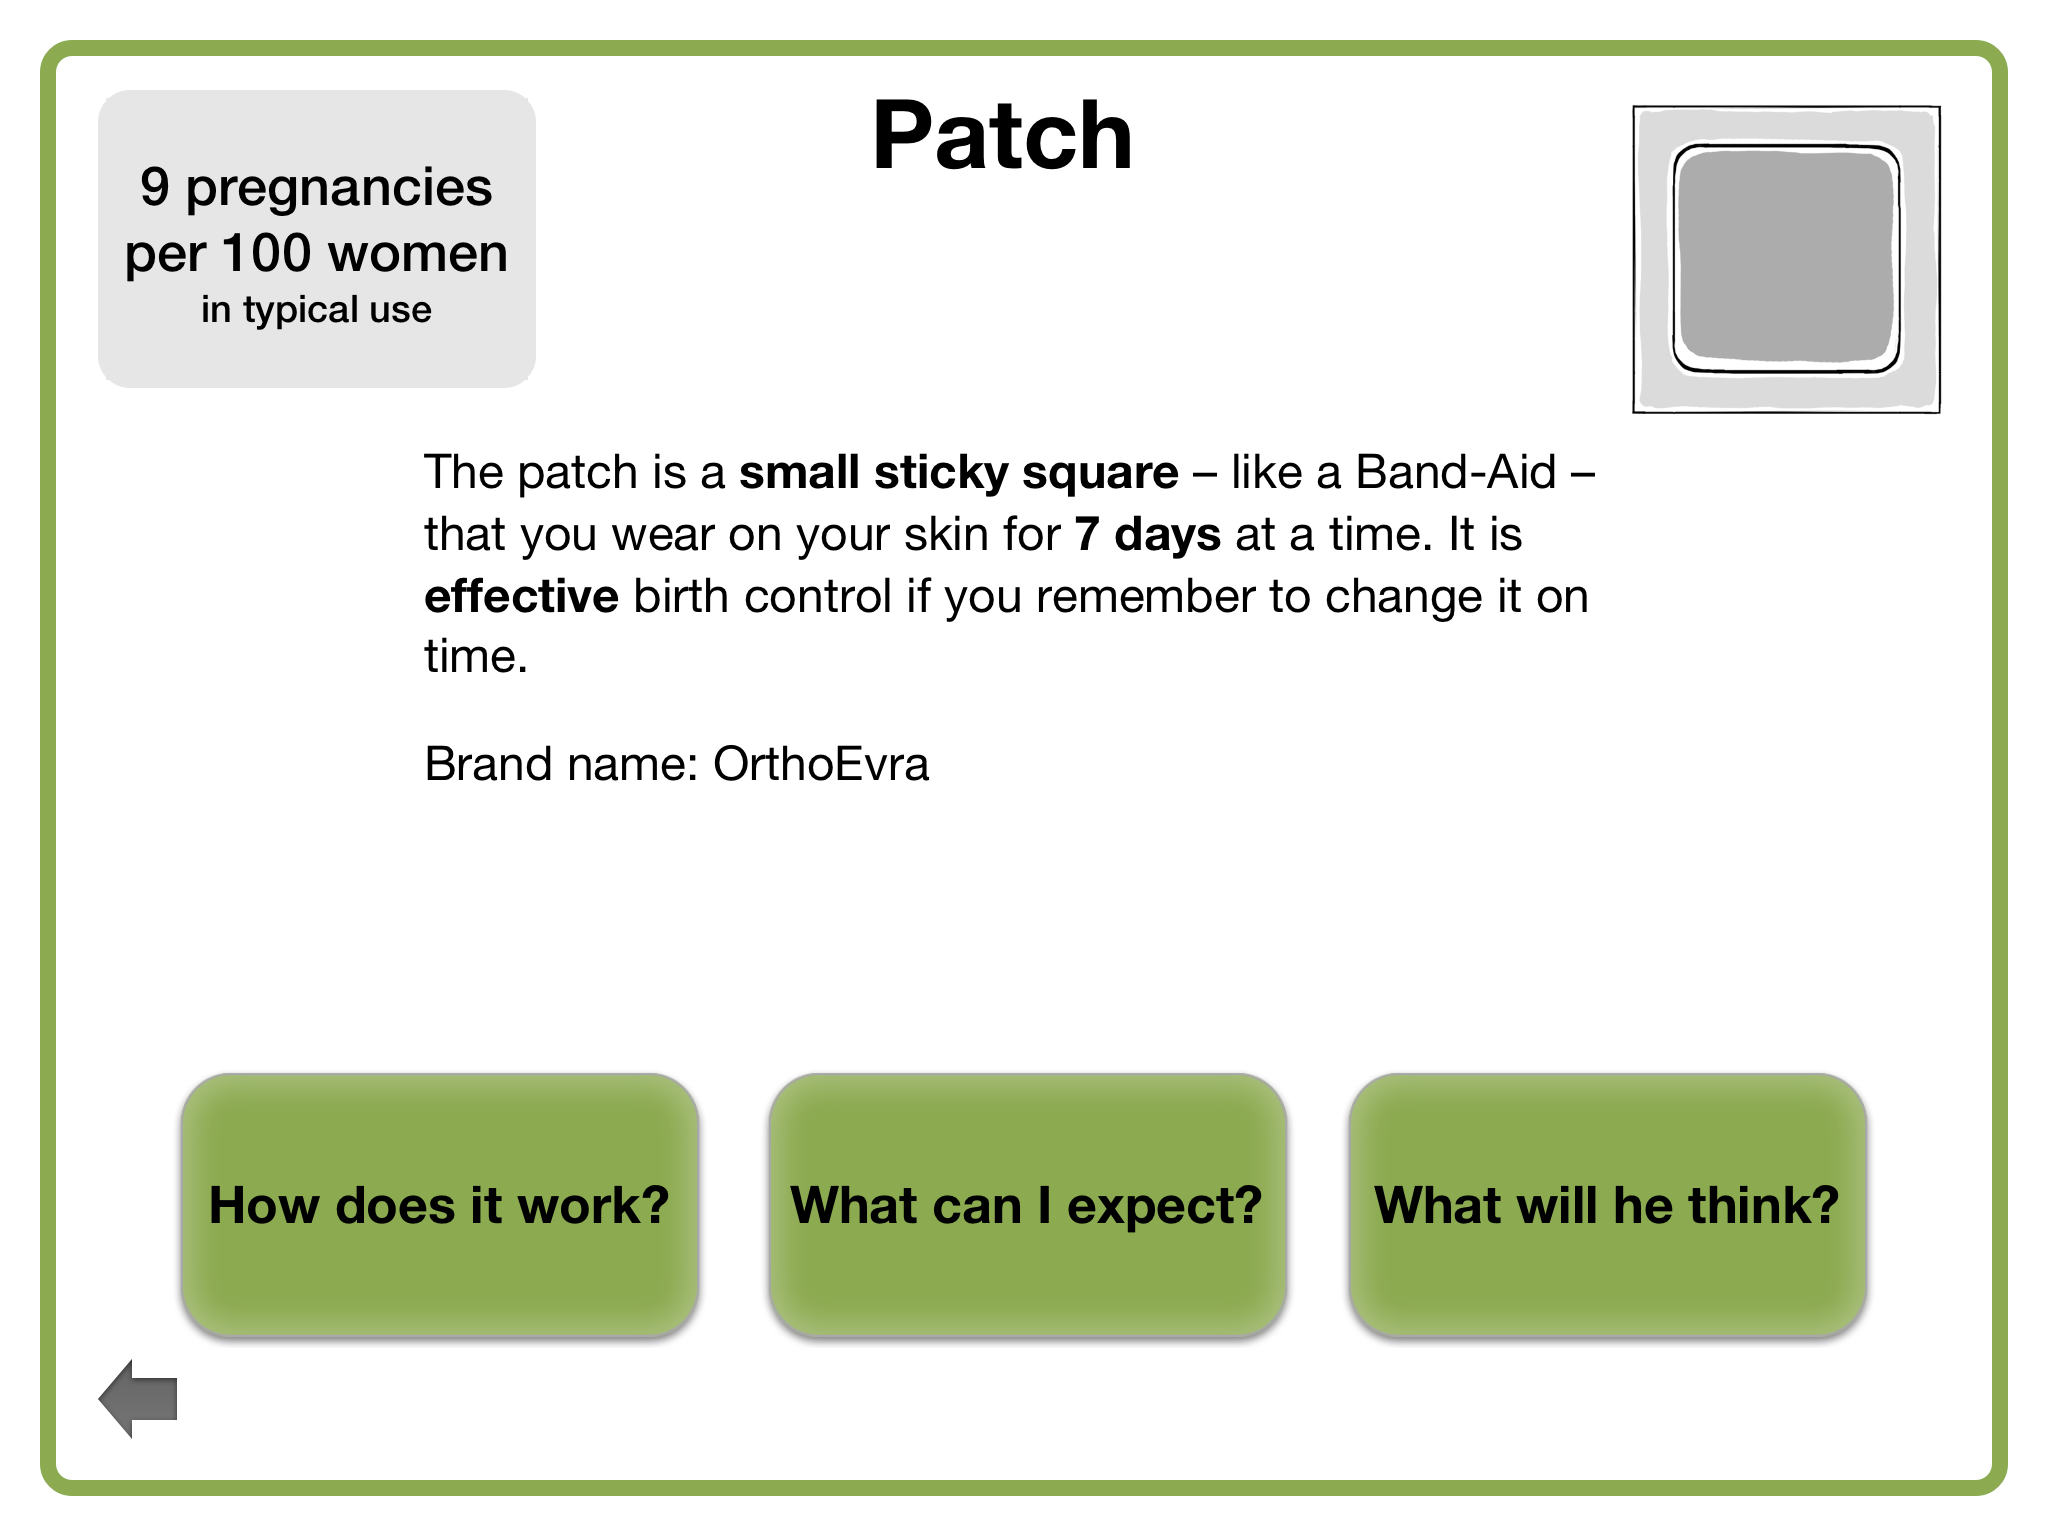 Patch
9 pregnancies
per 100 women
in typical use
The patch is a small sticky square – like a Band-Aid –
that you wear on your skin for 7 days at a time. It is
effective birth control if you remember to change it on
time.
Brand name: OrthoEvra
How does it work?
What can I expect?
What will he think?